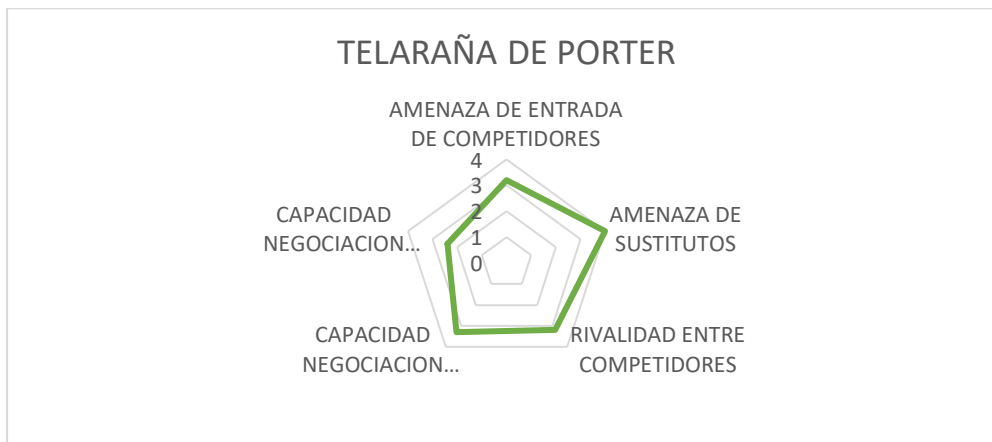 TELARAÑA DE PORTER
AMENAZA DE ENTRADA
DE COMPETIDORES
4
3
2
1
0
AMENAZA DE
SUSTITUTOS
RIVALIDAD ENTRE
COMPETIDORES
CAPACIDAD
NEGOCIACION...
CAPACIDAD
NEGOCIACION...